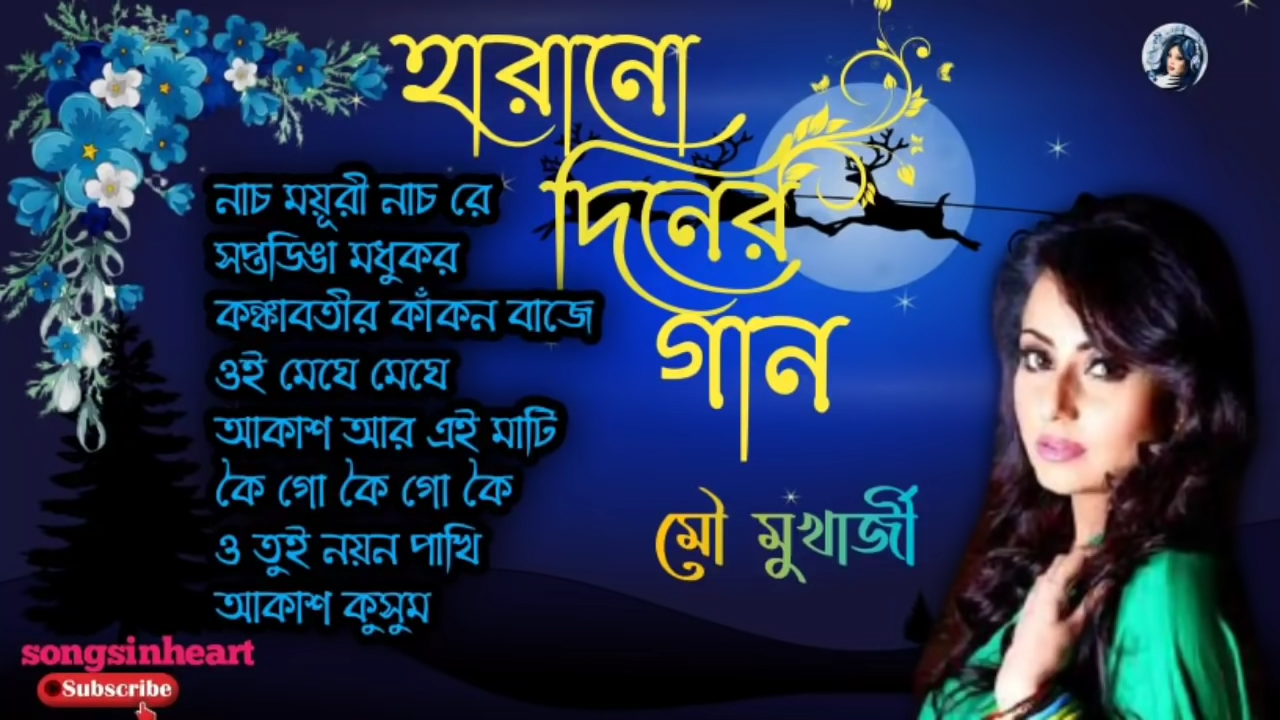 হারানো
দিনের
গান
নাচ ময়ূরী নাচ রে
সপ্তডিঙা মধুকর
কঙ্কাবতীর কাঁকন বাজে
ওই মেঘে মেঘে
আকাশ আর এই মাটি
কৈ গো কৈ গো কৈ
ও তুই নয়ন পাখি
আকাশ কুসুম
মৌ মুখার্জী
songsinheart
Subscribe